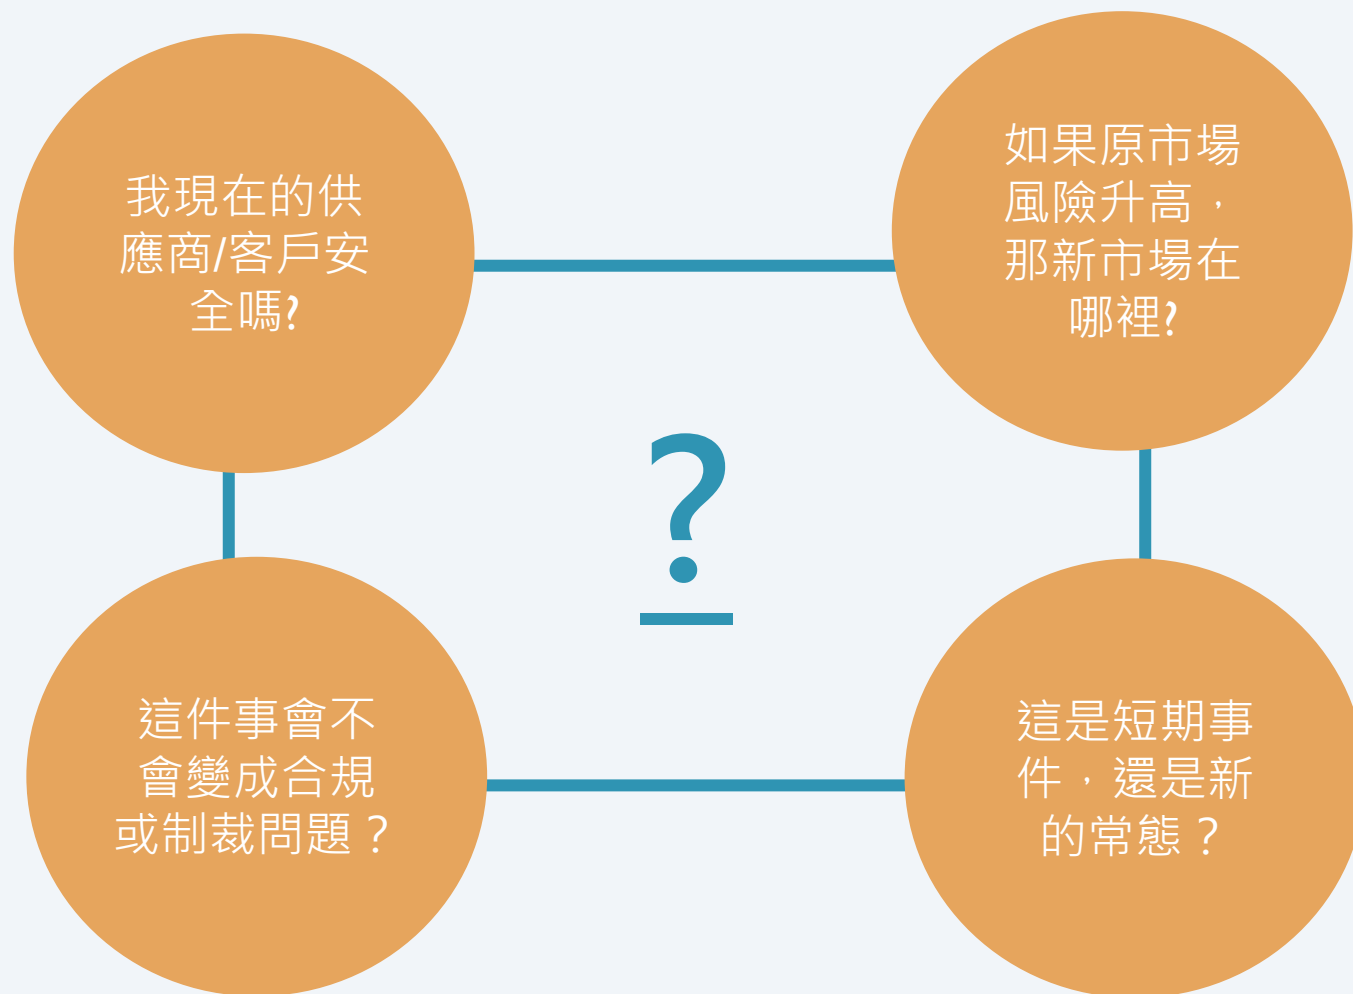 我現在的供
應商/客戶安
全嗎?
如果原市場
風險升高，
那新市場在
哪裡?
?
這件事會不
會變成合規
或制裁問題？
這是短期事
件，還是新
的常態？